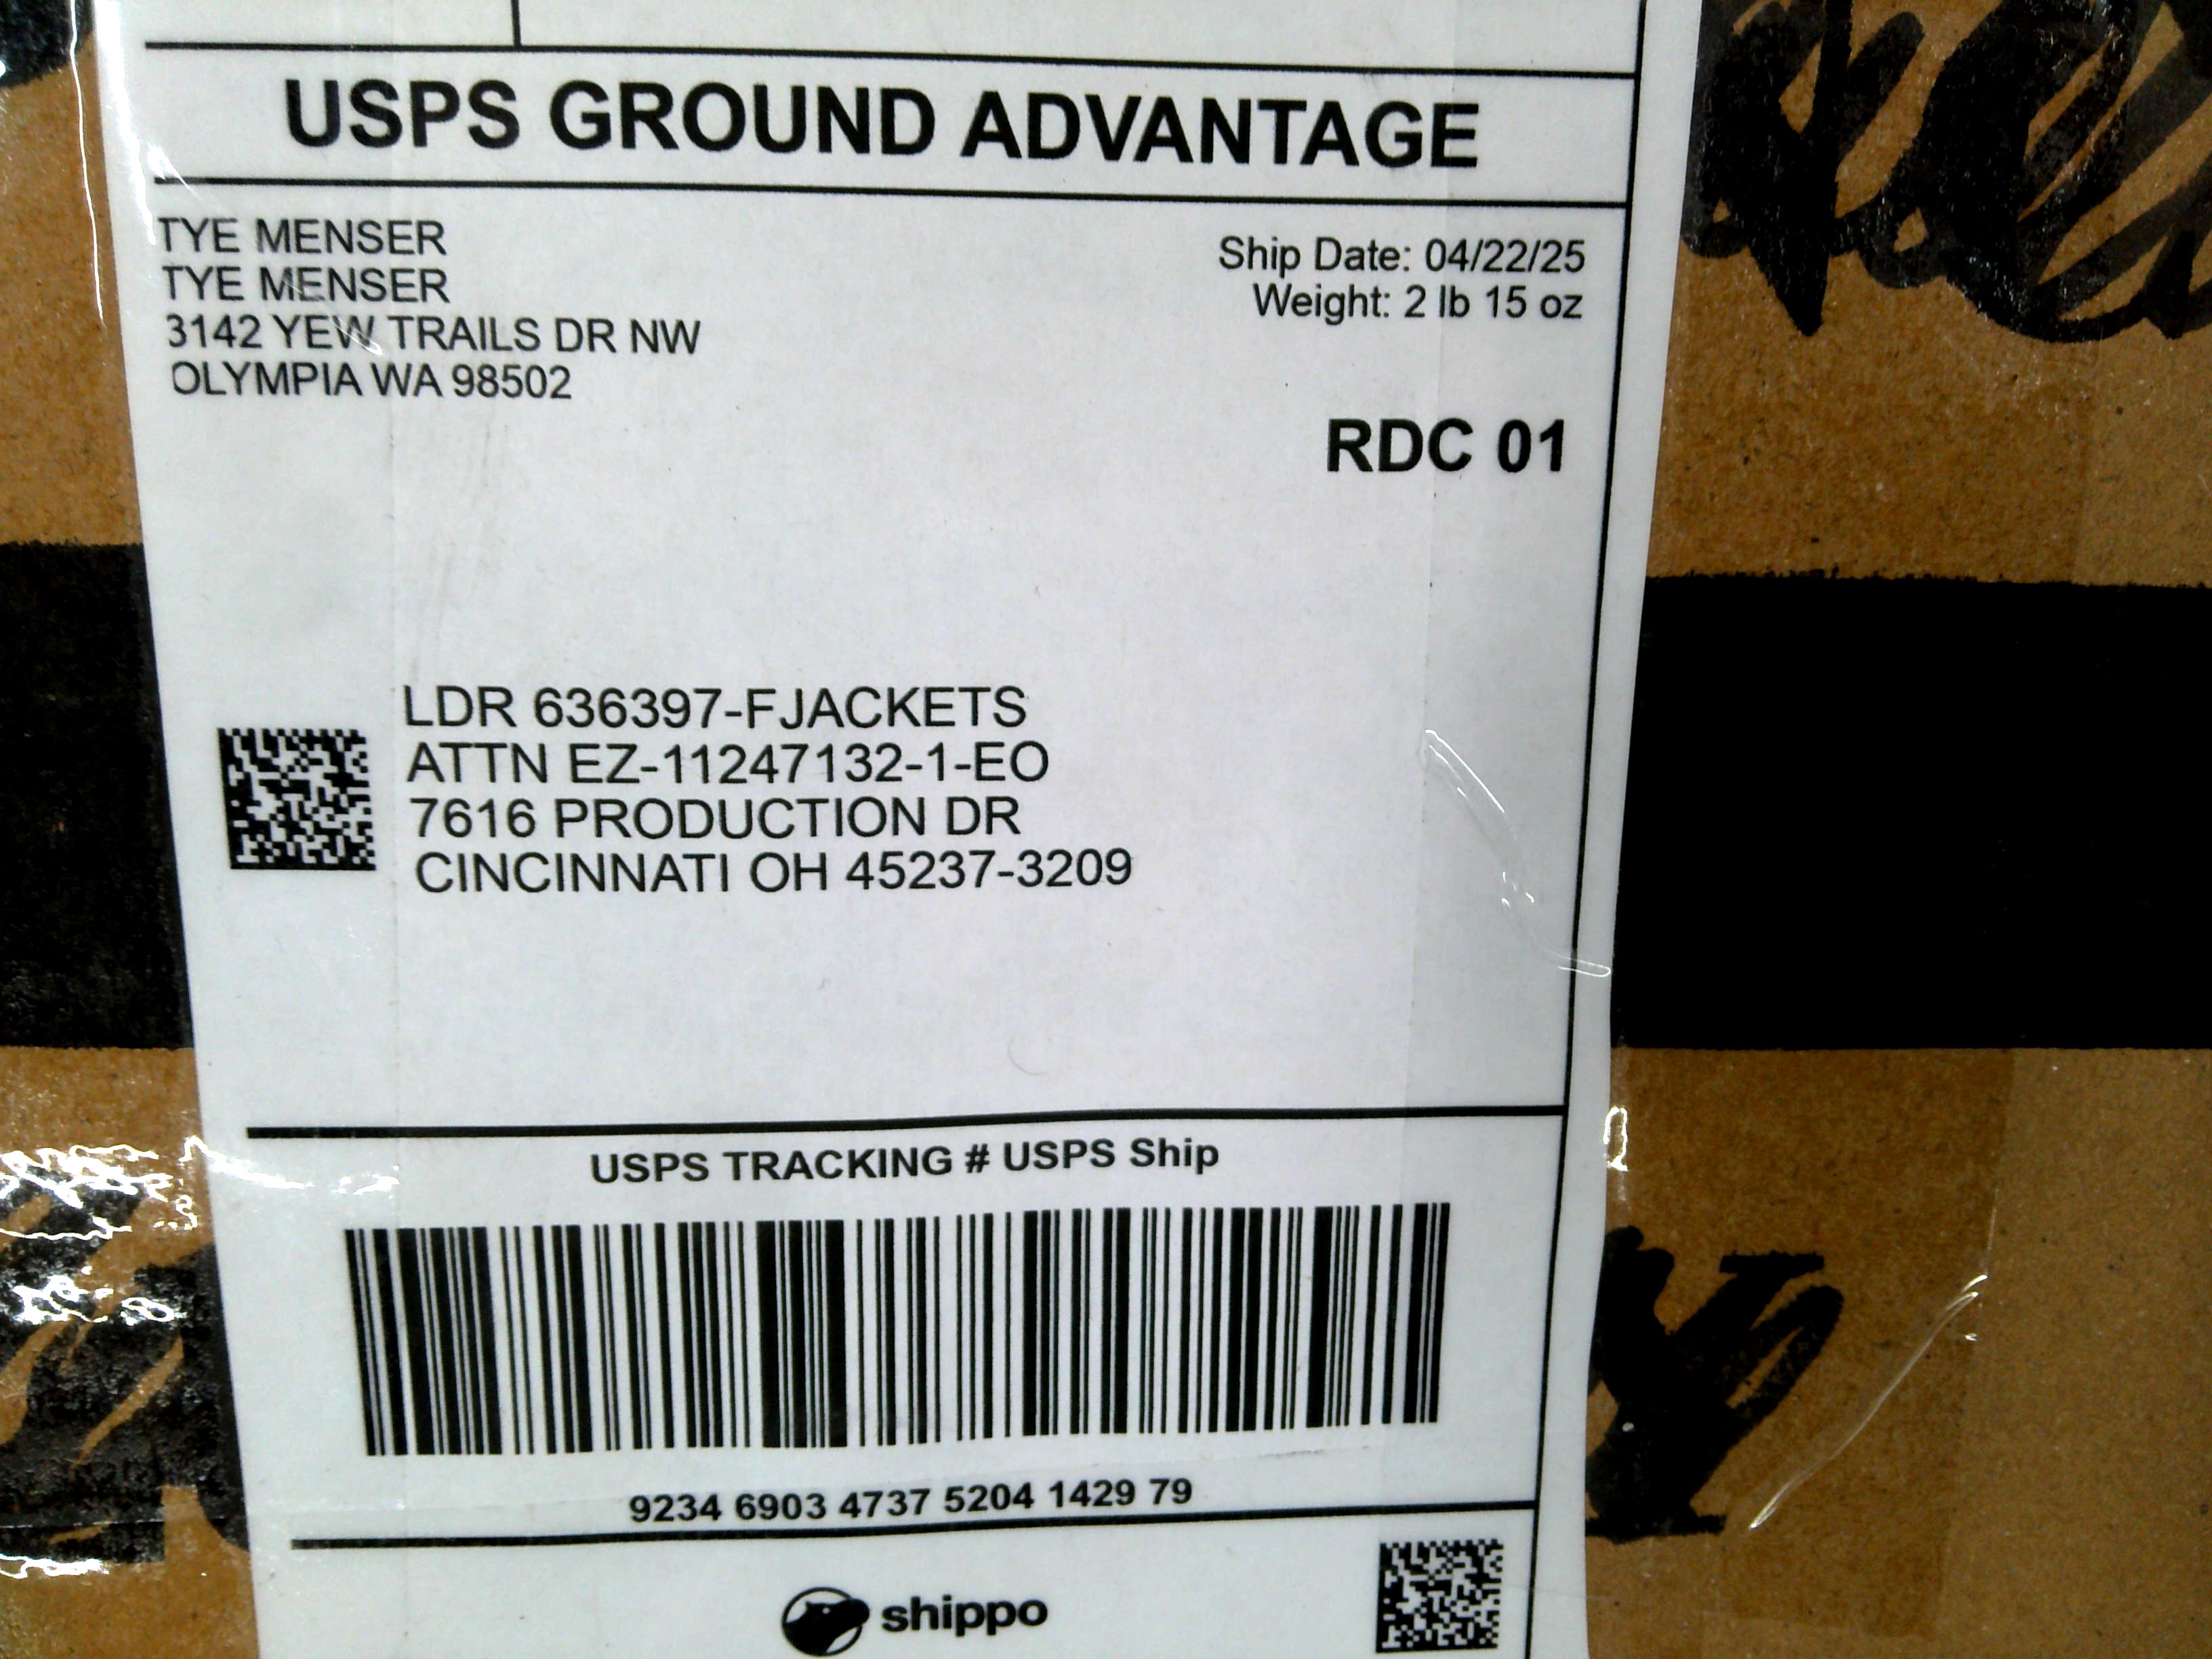 USPS GROUND ADVANTAGE
TYE MENSER
TYE MENSER
3142 YEW TRAILS DR NW
OLYMPIA WA 98502
Ship Date: 04/22/25
Weight: 2 lb 15 oz
RDC 01
LDR 636397-FJACKETS
ATTN EZ-11247132-1-EO
7616 PRODUCTION DR
CINCINNATI OH 45237-3209
USPS TRACKING # USPS Ship
9234 6903 4737 5204 1429 79
shippo